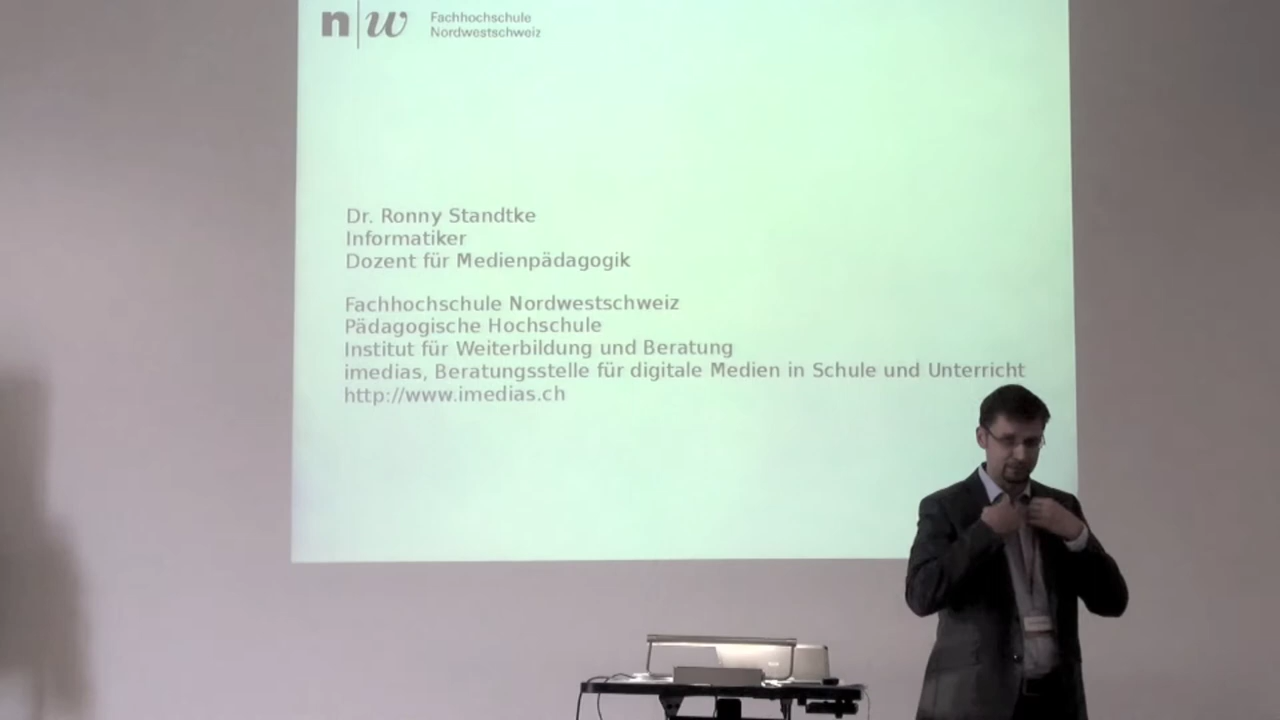 n|w Fachhochschule
Nordwestschweiz
Dr. Ronny Standtke
Informatiker
Dozent für Medienpädagogik
Fachhochschule Nordwestschweiz
Pädagogische Hochschule
Institut für Weiterbildung und Beratung
imedias, Beratungsstelle für digitale Medien in Schule und Unterricht
http://www.imedias.ch